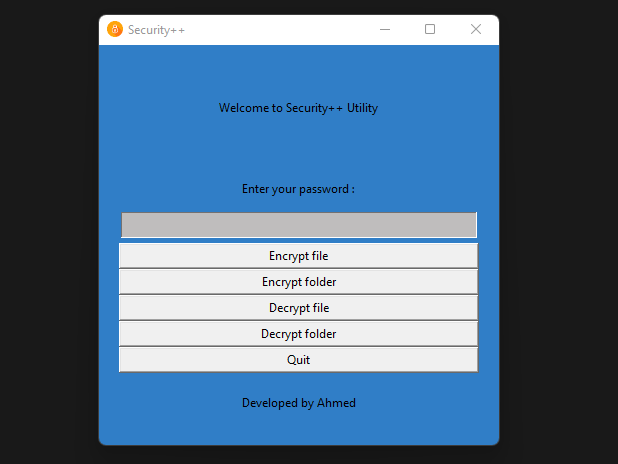 Security++
Welcome to Security++ Utility
Enter your password :
Encrypt file
Encrypt folder
Decrypt file
Decrypt folder
Quit
Developed by Ahmed